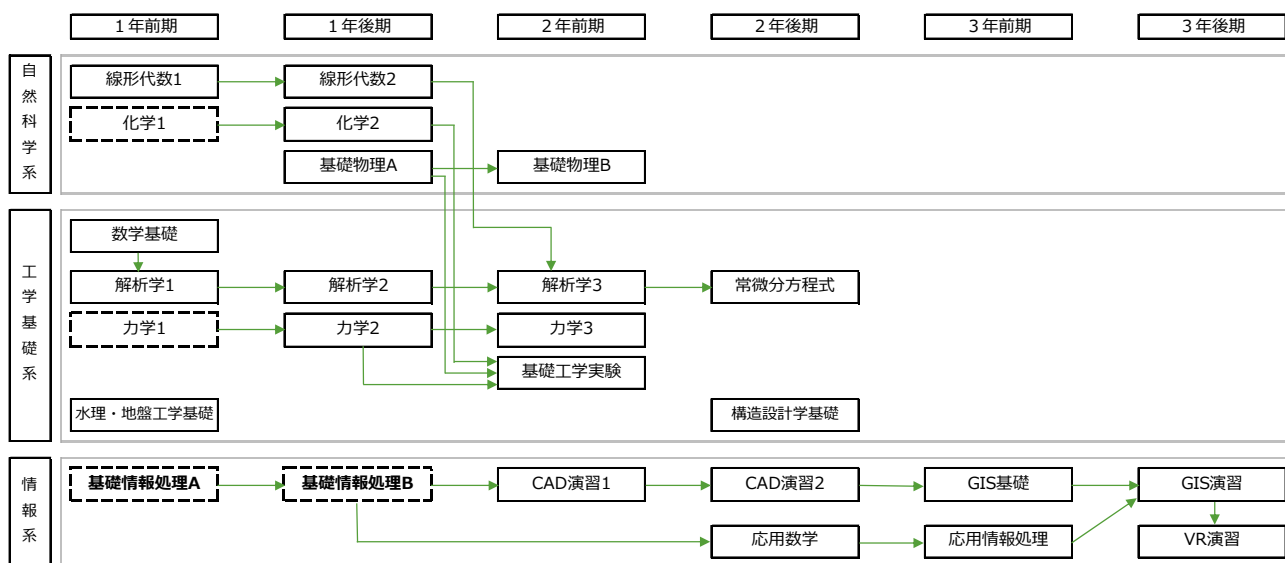 １年前期
１年後期
２年前期
２年後期
３年前期
３年後期
自然科学系
線形代数1
線形代数2
化学1
化学2
基礎物理A
基礎物理B
工学基礎系
数学基礎
解析学1
解析学2
解析学3
常微分方程式
力学1
力学2
力学3
基礎工学実験
水理・地盤工学基礎
構造設計学基礎
情報系
基礎情報処理A
基礎情報処理B
CAD演習1
CAD演習2
GIS基礎
GIS演習
応用数学
応用情報処理
VR演習